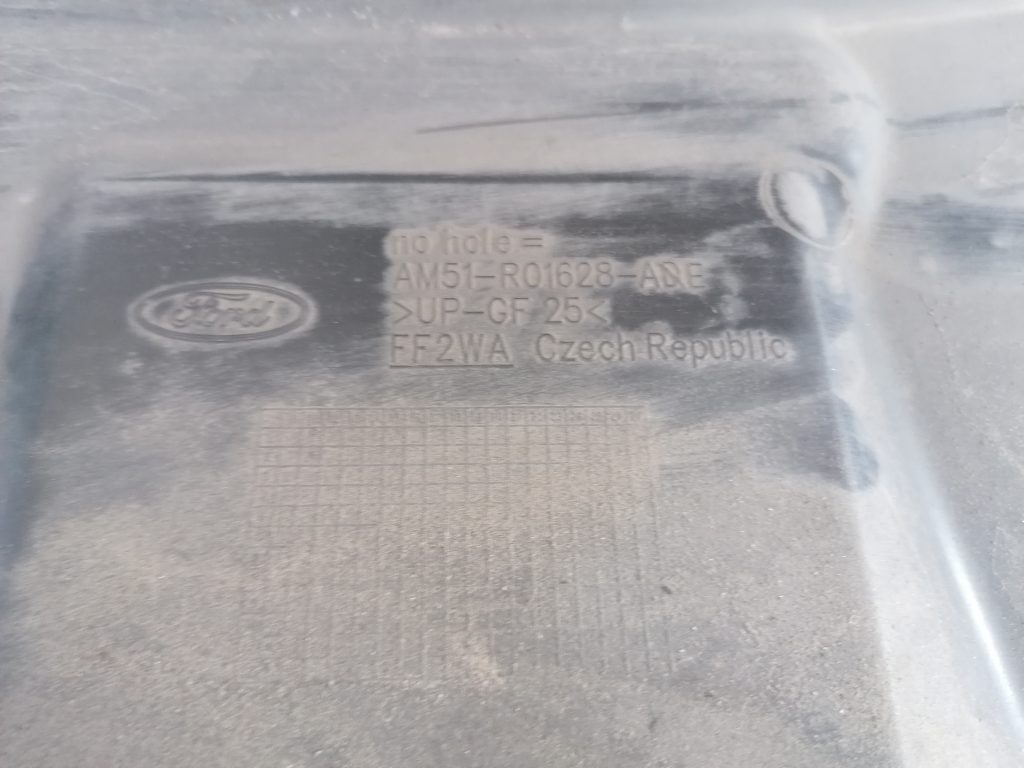 Ford
no hole =
AM51-R01628-
>UP-GF 25<
FF2WA Czech Republic